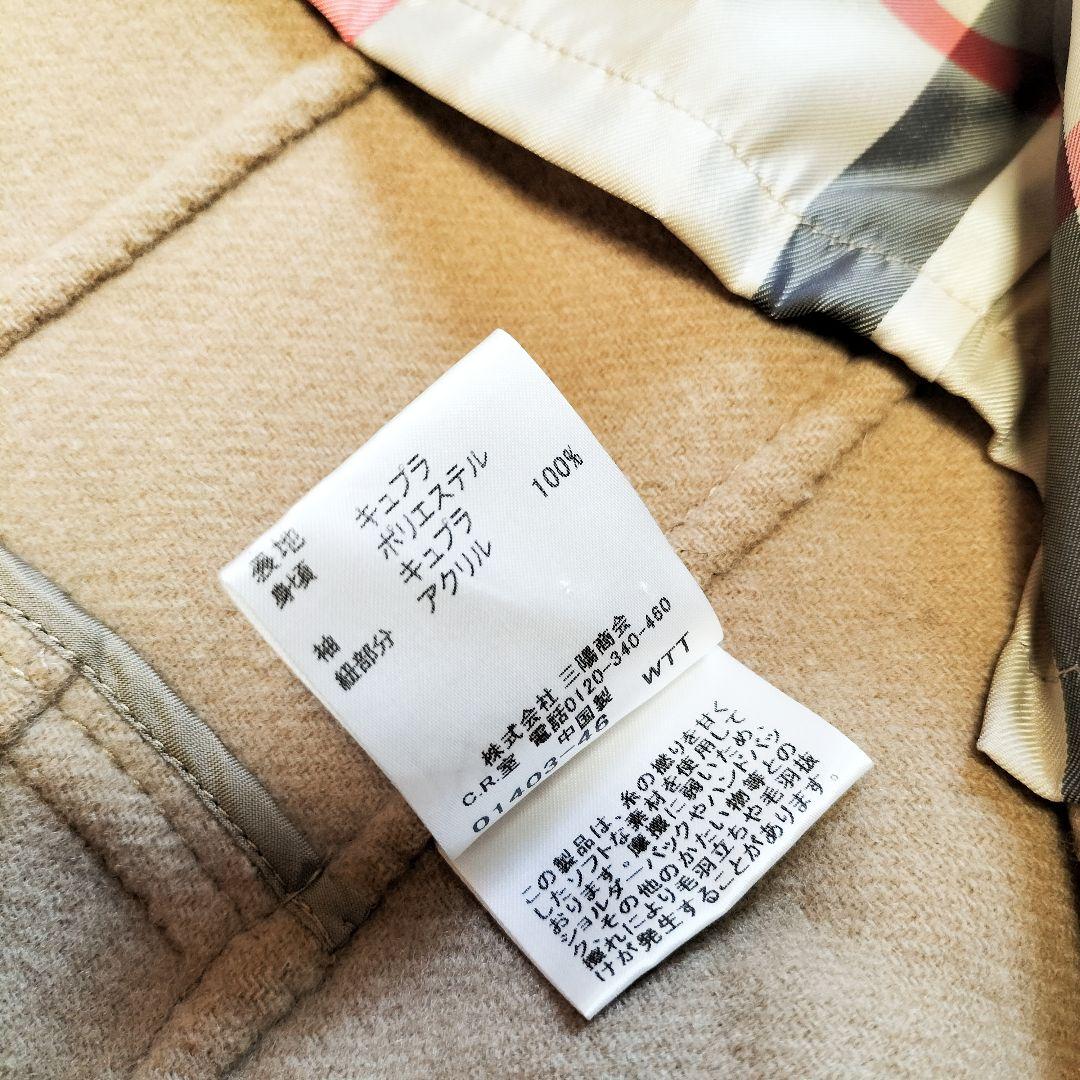 表地 キュプラ 100%
身頃 ポリエステル
キュプラ
袖 アクリル
紐部分
株式会社 三陽商会
C.R.室 電話0120-340-460
中国製 WTT
01403-46
この製品は、糸の撚りを甘く
したソフトな素材を使用して
おります。摩擦に弱いため、
ショルダーバックやハンドバッ
ク、その他のかたい物等との
擦れにより毛羽立ちや毛羽抜
けが発生することがあります。